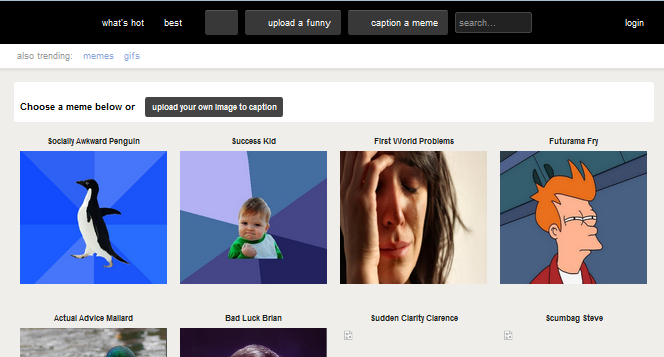 what's hot best upload a funny caption a meme search... login
also trending: memes gifs
Choose a meme below or upload your own image to caption
Socially Awkward Penguin Success Kid First World Problems Futurama Fry
Actual Advice Mallard Bad Luck Brian Sudden Clarity Clarence Scumbag Steve